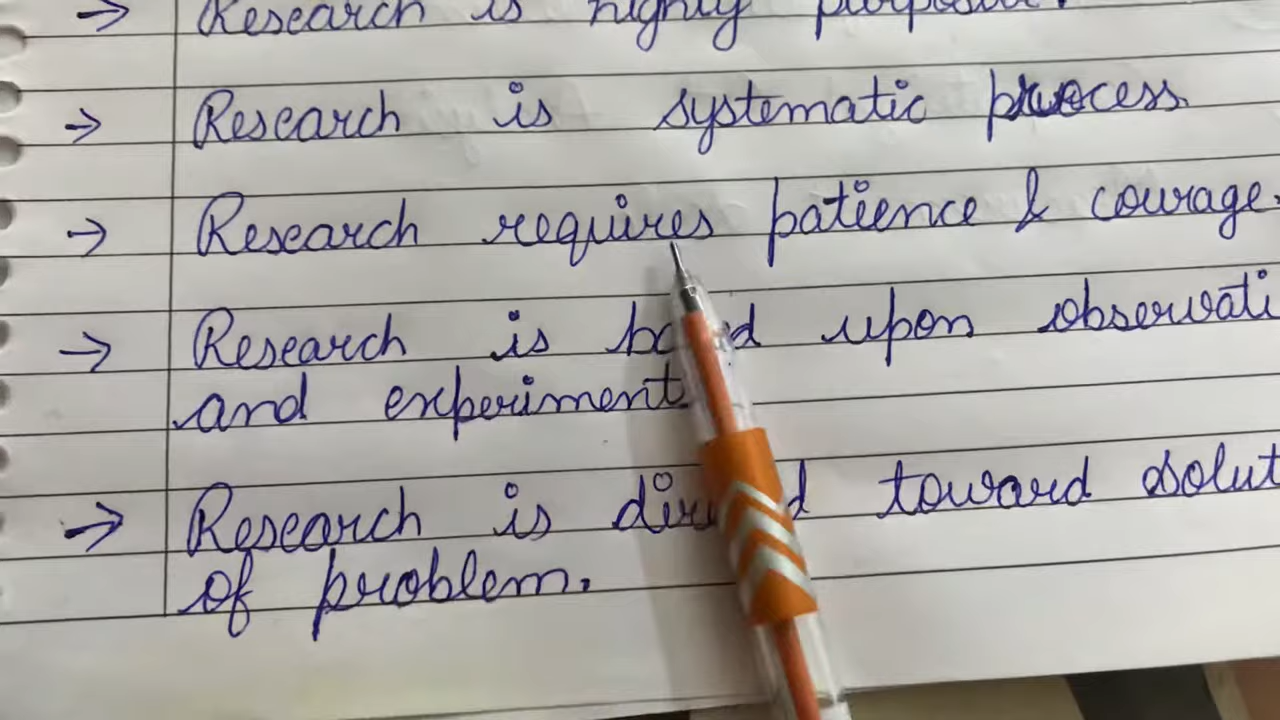 → Research is highly
→ Research is systematic process.
→ Research requires patience & courage.
→ Research is upon
and experiment
→ Research is toward
of problem.